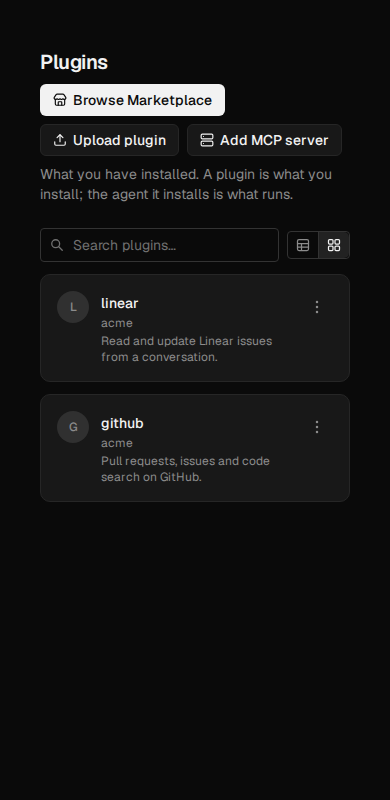 Plugins
Browse Marketplace
Upload plugin
Add MCP server
What you have installed. A plugin is what you
install; the agent it installs is what runs.
Search plugins...
L
linear
acme
Read and update Linear issues
from a conversation.
G
github
acme
Pull requests, issues and code
search on GitHub.